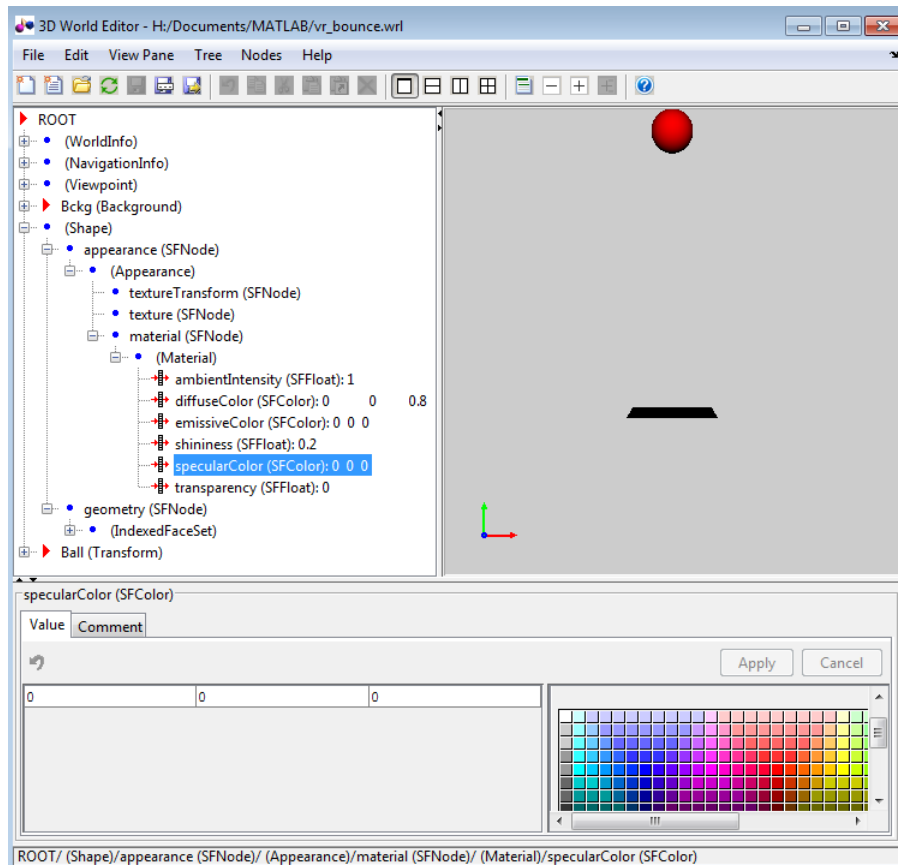 3D World Editor - H:/Documents/MATLAB/vr_bounce.wrl
File Edit View Pane Tree Nodes Help
ROOT
(WorldInfo)
(NavigationInfo)
(Viewpoint)
Bckg (Background)
(Shape)
appearance (SFNode)
(Appearance)
textureTransform (SFNode)
texture (SFNode)
material (SFNode)
(Material)
ambientIntensity (SFFloat): 1
diffuseColor (SFColor): 0 0 0.8
emissiveColor (SFColor): 0 0 0
shininess (SFFloat): 0.2
specularColor (SFColor): 0 0 0
transparency (SFFloat): 0
geometry (SFNode)
(IndexedFaceSet)
Ball (Transform)
specularColor (SFColor)
Value Comment
Apply Cancel
0 0 0
ROOT/ (Shape)/appearance (SFNode)/ (Appearance)/material (SFNode)/ (Material)/specularColor (SFColor)